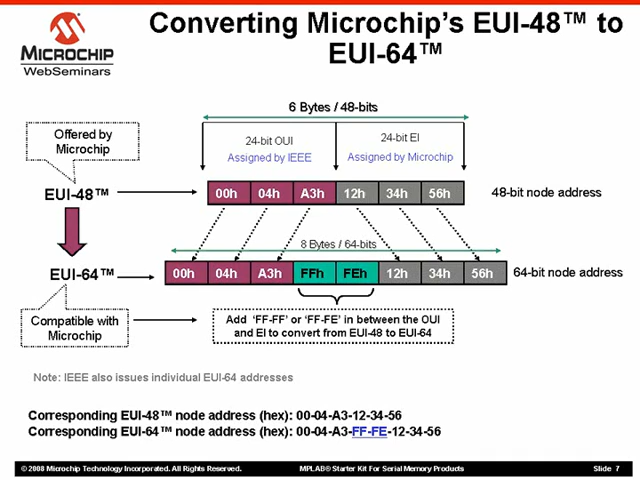 Converting Microchip's EUI-48™ to
EUI-64™
MICROCHIP
WebSeminars
6 Bytes / 48-bits
Offered by
Microchip
24-bit OUI
Assigned by IEEE
24-bit EI
Assigned by Microchip
EUI-48™
00h 04h A3h 12h 34h 56h
48-bit node address
8 Bytes / 64-bits
EUI-64™
00h 04h A3h FFh FEh 12h 34h 56h
64-bit node address
Compatible with
Microchip
Add 'FF-FF' or 'FF-FE' in between the OUI
and EI to convert from EUI-48 to EUI-64
Note: IEEE also issues individual EUI-64 addresses
Corresponding EUI-48™ node address (hex): 00-04-A3-12-34-56
Corresponding EUI-64™ node address (hex): 00-04-A3-FF-FE-12-34-56
© 2008 Microchip Technology Incorporated. All Rights Reserved. MPLAB® Starter Kit For Serial Memory Products Slide 7